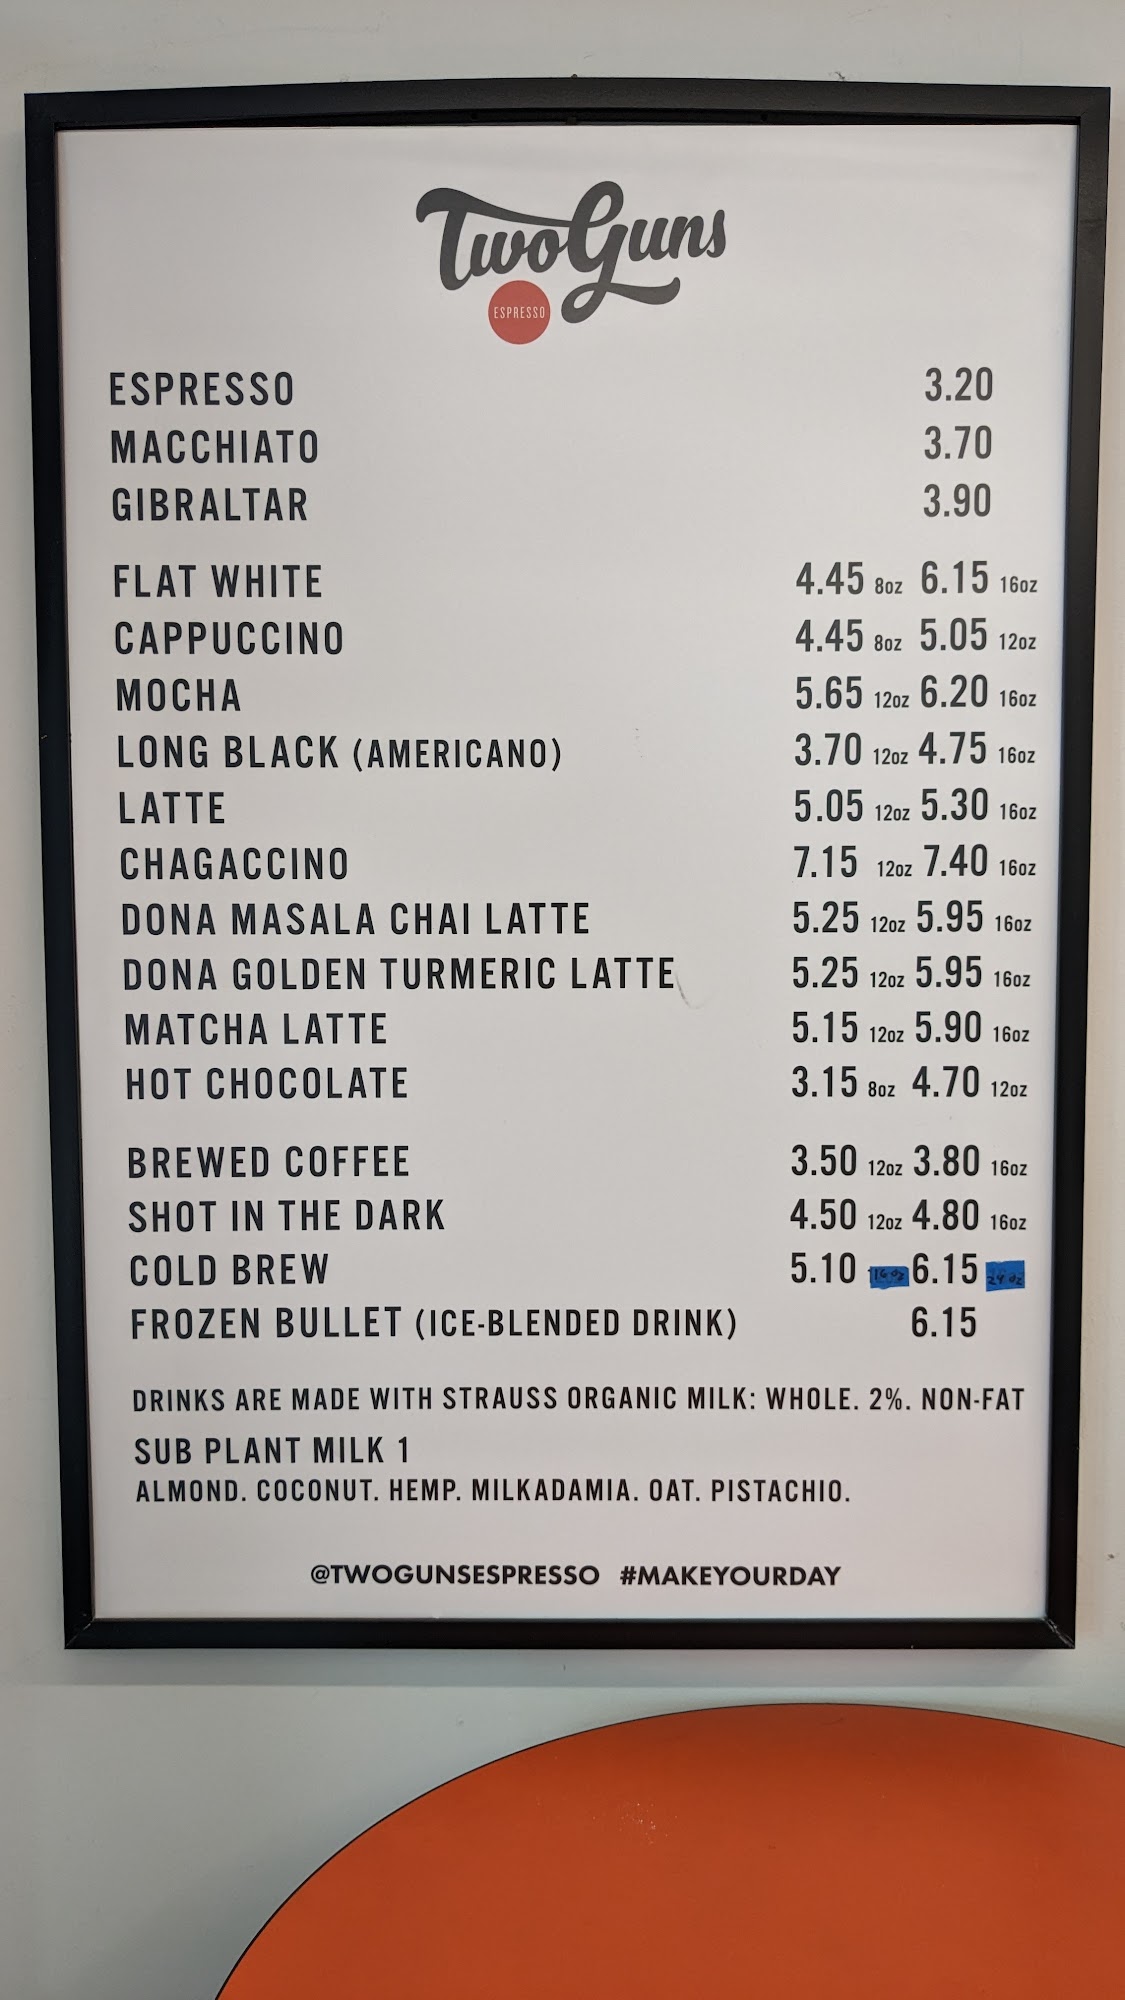 TwoGuns
ESPRESSO
ESPRESSO 3.20
MACCHIATO 3.70
GIBRALTAR 3.90
FLAT WHITE 4.45 8oz 6.15 16oz
CAPPUCCINO 4.45 8oz 5.05 12oz
MOCHA 5.65 12oz 6.20 16oz
LONG BLACK (AMERICANO) 3.70 12oz 4.75 16oz
LATTE 5.05 12oz 5.30 16oz
CHAGACCINO 7.15 12oz 7.40 16oz
DONA MASALA CHAI LATTE 5.25 12oz 5.95 16oz
DONA GOLDEN TURMERIC LATTE 5.25 12oz 5.95 16oz
MATCHA LATTE 5.15 12oz 5.90 16oz
HOT CHOCOLATE 3.15 8oz 4.70 12oz
BREWED COFFEE 3.50 12oz 3.80 16oz
SHOT IN THE DARK 4.50 12oz 4.80 16oz
COLD BREW 5.10 16oz 6.15 24oz
FROZEN BULLET (ICE-BLENDED DRINK) 6.15
DRINKS ARE MADE WITH STRAUSS ORGANIC MILK: WHOLE. 2%. NON-FAT
SUB PLANT MILK 1
ALMOND. COCONUT. HEMP. MILKADAMIA. OAT. PISTACHIO.
@TWOGUNSESPRESSO #MAKEYOURDAY